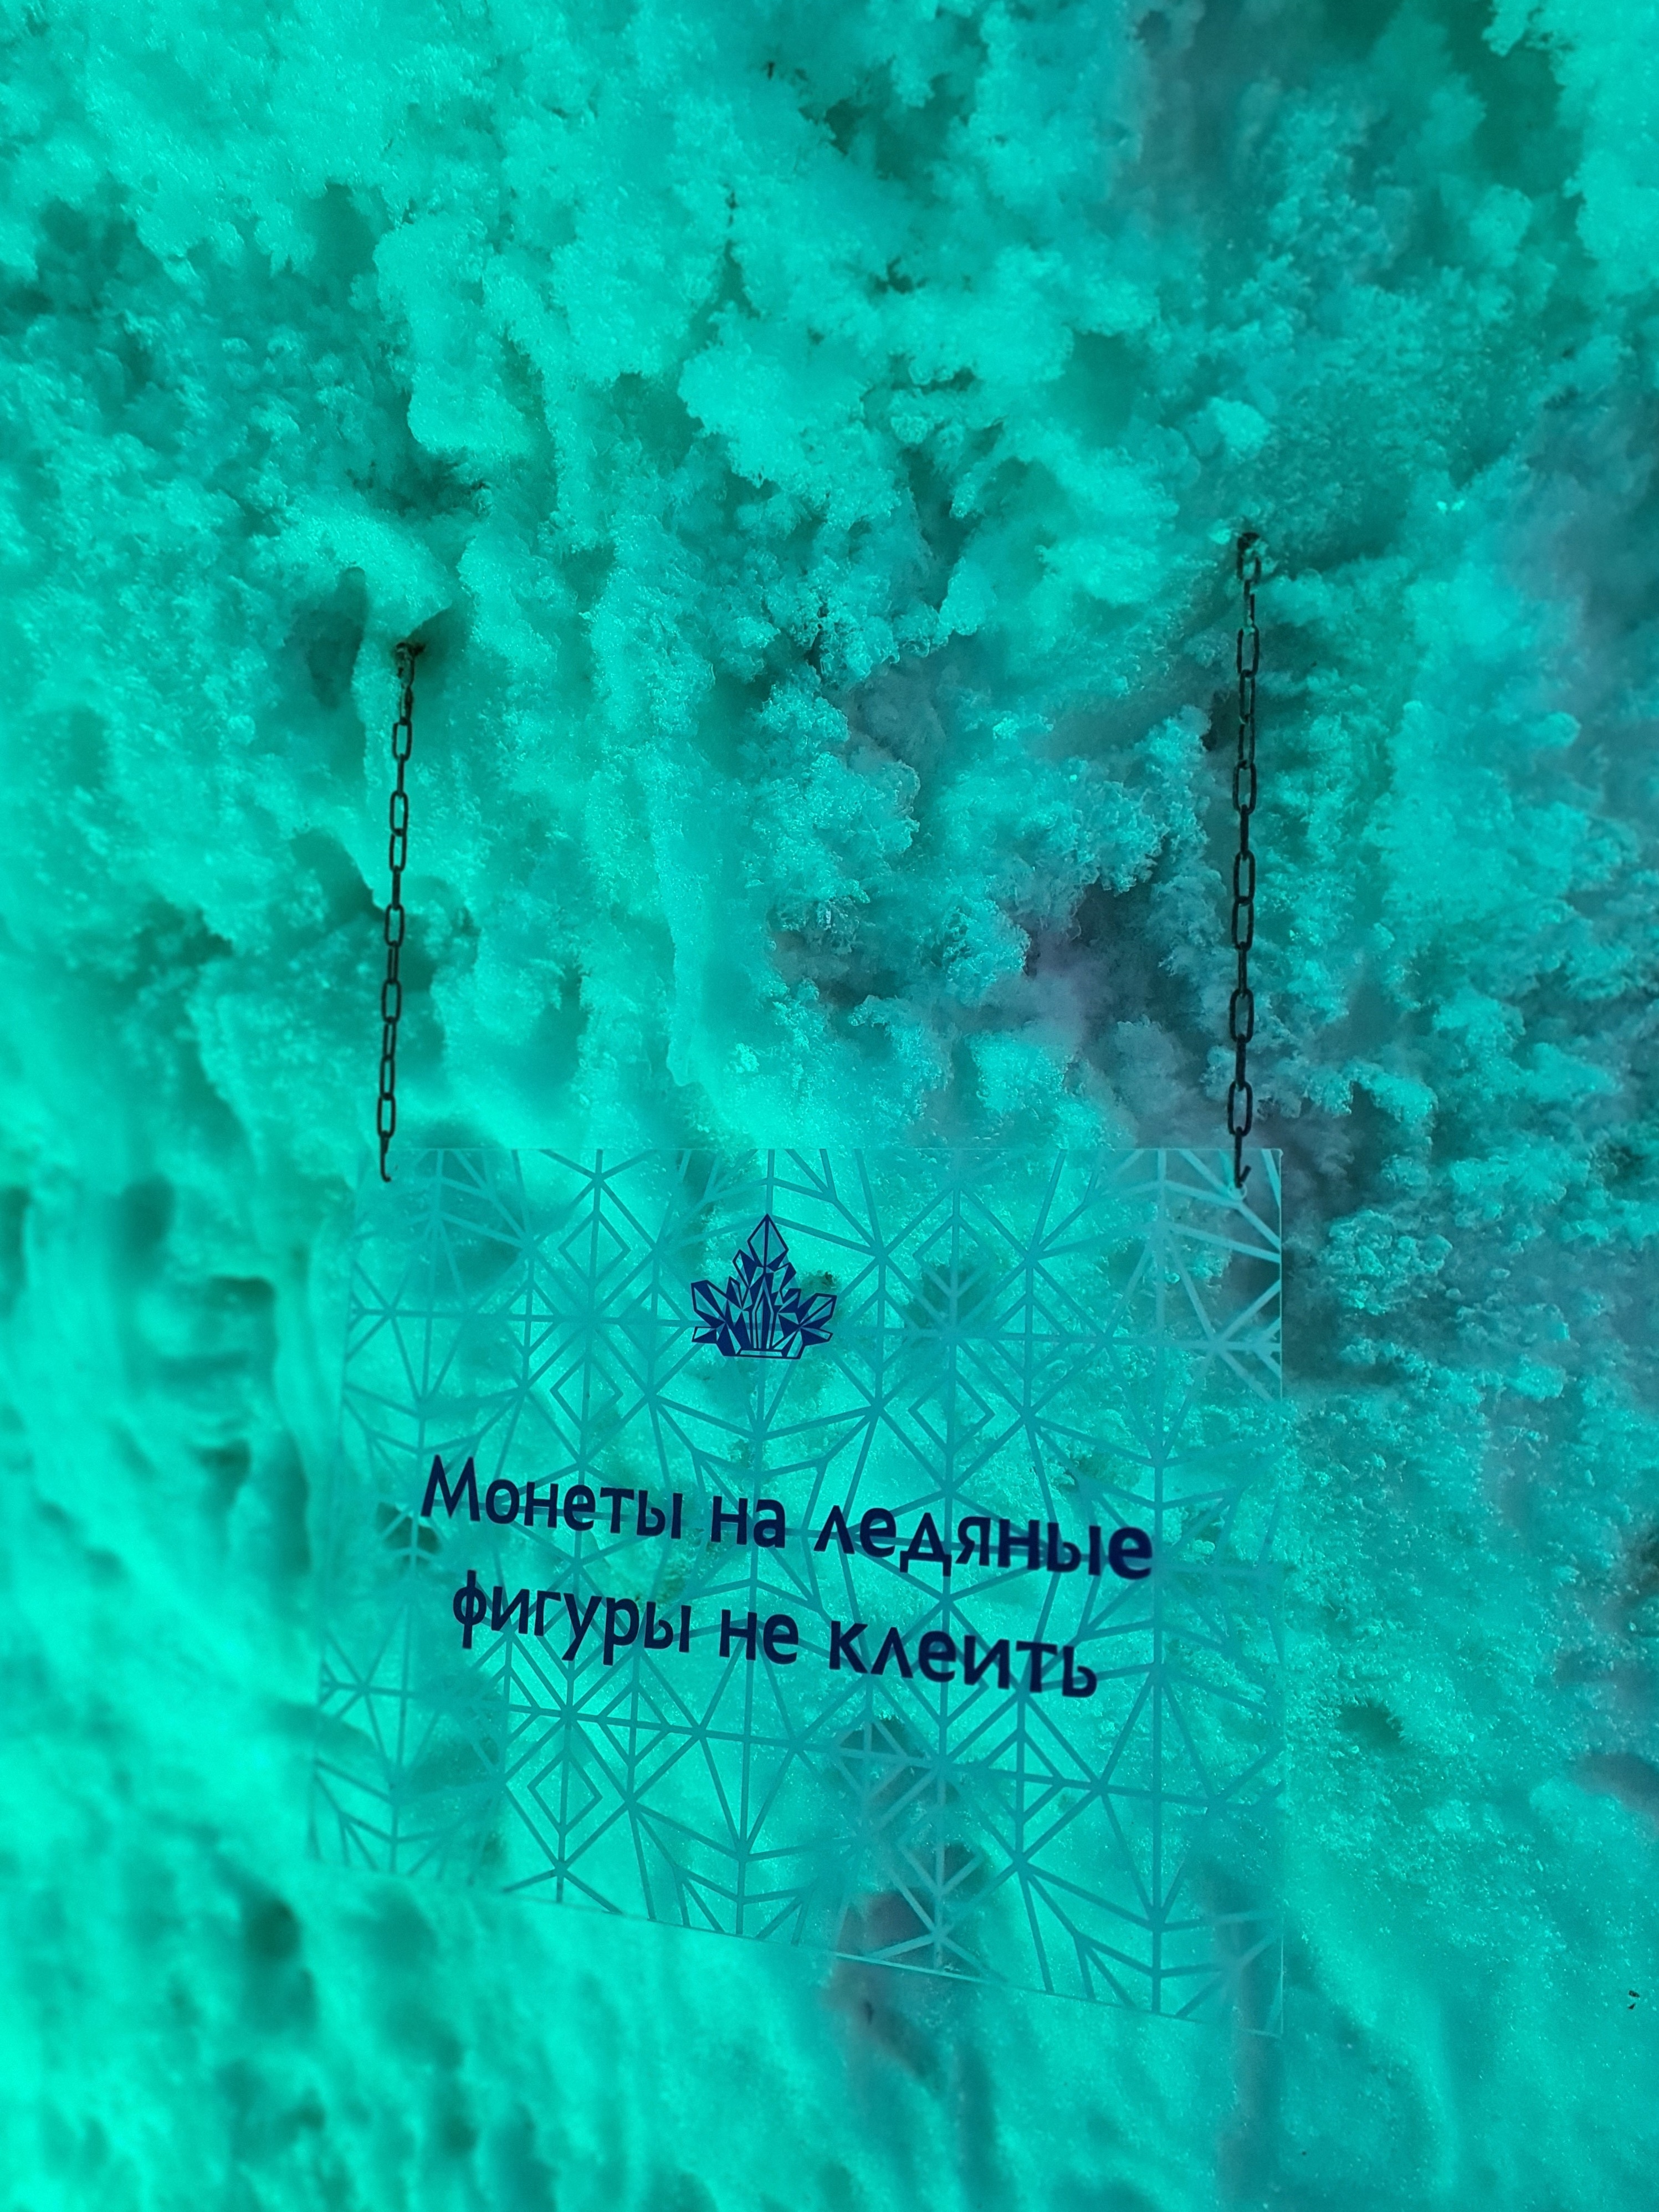 Монеты на ледяные
фигуры не клеить